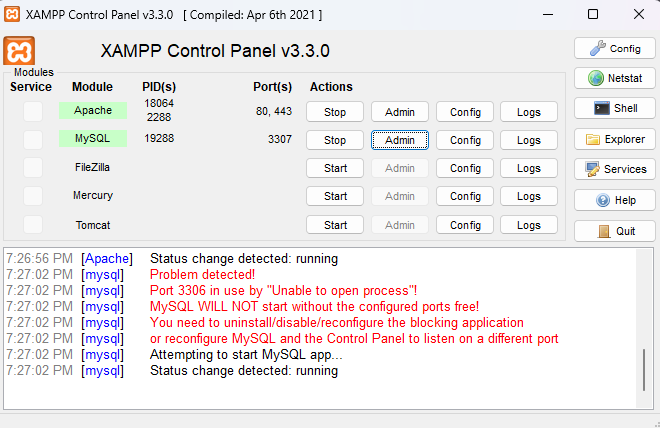 XAMPP Control Panel v3.3.0 [ Compiled: Apr 6th 2021 ]
XAMPP Control Panel v3.3.0
Config
Netstat
Shell
Explorer
Services
Help
Quit
Modules
Service Module PID(s) Port(s) Actions
Apache 18064 2288 80, 443 Stop Admin Config Logs
MySQL 19288 3307 Stop Admin Config Logs
FileZilla Start Admin Config Logs
Mercury Start Admin Config Logs
Tomcat Start Admin Config Logs
7:26:56 PM [Apache] Status change detected: running
7:27:02 PM [mysql] Problem detected!
7:27:02 PM [mysql] Port 3306 in use by "Unable to open process"!
7:27:02 PM [mysql] MySQL WILL NOT start without the configured ports free!
7:27:02 PM [mysql] You need to uninstall/disable/reconfigure the blocking application
7:27:02 PM [mysql] or reconfigure MySQL and the Control Panel to listen on a different port
7:27:02 PM [mysql] Attempting to start MySQL app...
7:27:02 PM [mysql] Status change detected: running